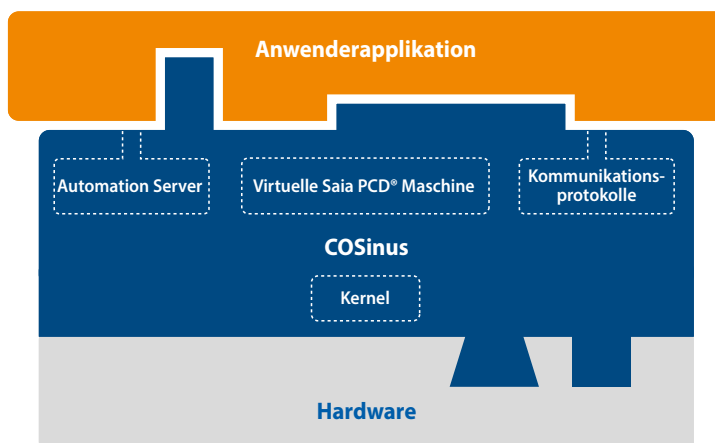 Anwenderapplikation
Automation Server
Virtuelle Saia PCD® Maschine
Kommunikations-
protokolle
COSinus
Kernel
Hardware